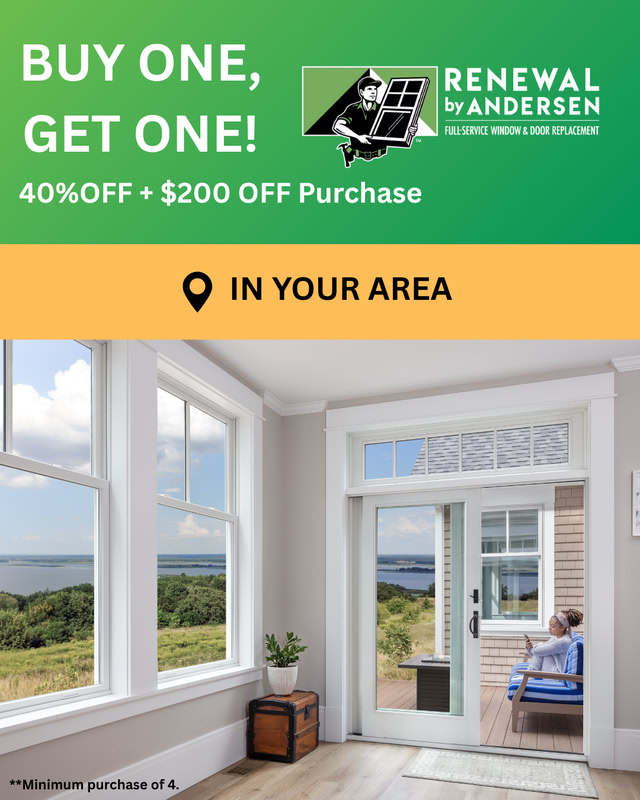 BUY ONE,
GET ONE!
40%OFF + $200 OFF Purchase
RENEWAL
by ANDERSEN
FULL-SERVICE WINDOW & DOOR REPLACEMENT
™
IN YOUR AREA
**Minimum purchase of 4.